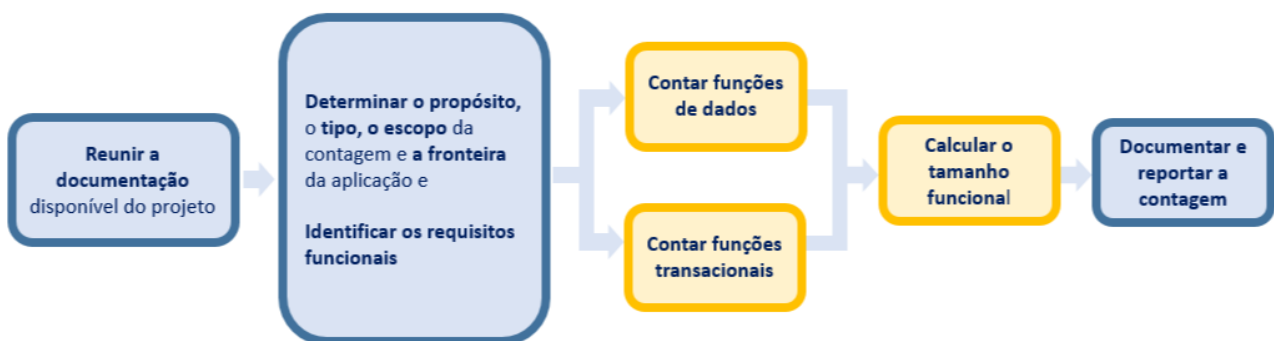 Reunir a
documentação
disponível do projeto
Determinar o propósito,
o tipo, o escopo da
contagem e a fronteira
da aplicação e
Identificar os requisitos
funcionais
Contar funções
de dados
Contar funções
transacionais
Calcular o
tamanho
funcional
Documentar e
reportar a
contagem